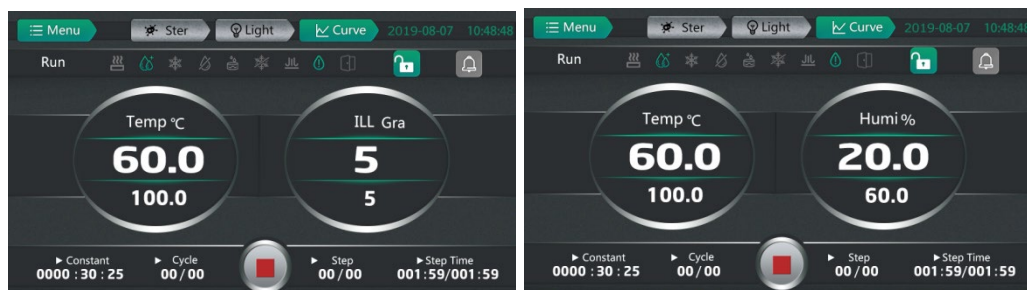 Menu Ster Light Curve 2019-08-07 10:48:48
Run
Temp ℃ ILL Gra
60.0 5
100.0 5
Constant Cycle Step Step Time
0000 : 30 : 25 00/00 00/00 001:59/001:59
Menu Ster Light Curve 2019-08-07 10:48:48
Run
Temp ℃ Humi %
60.0 20.0
100.0 60.0
Constant Cycle Step Step Time
0000 : 30 : 25 00/00 00/00 001:59/001:59